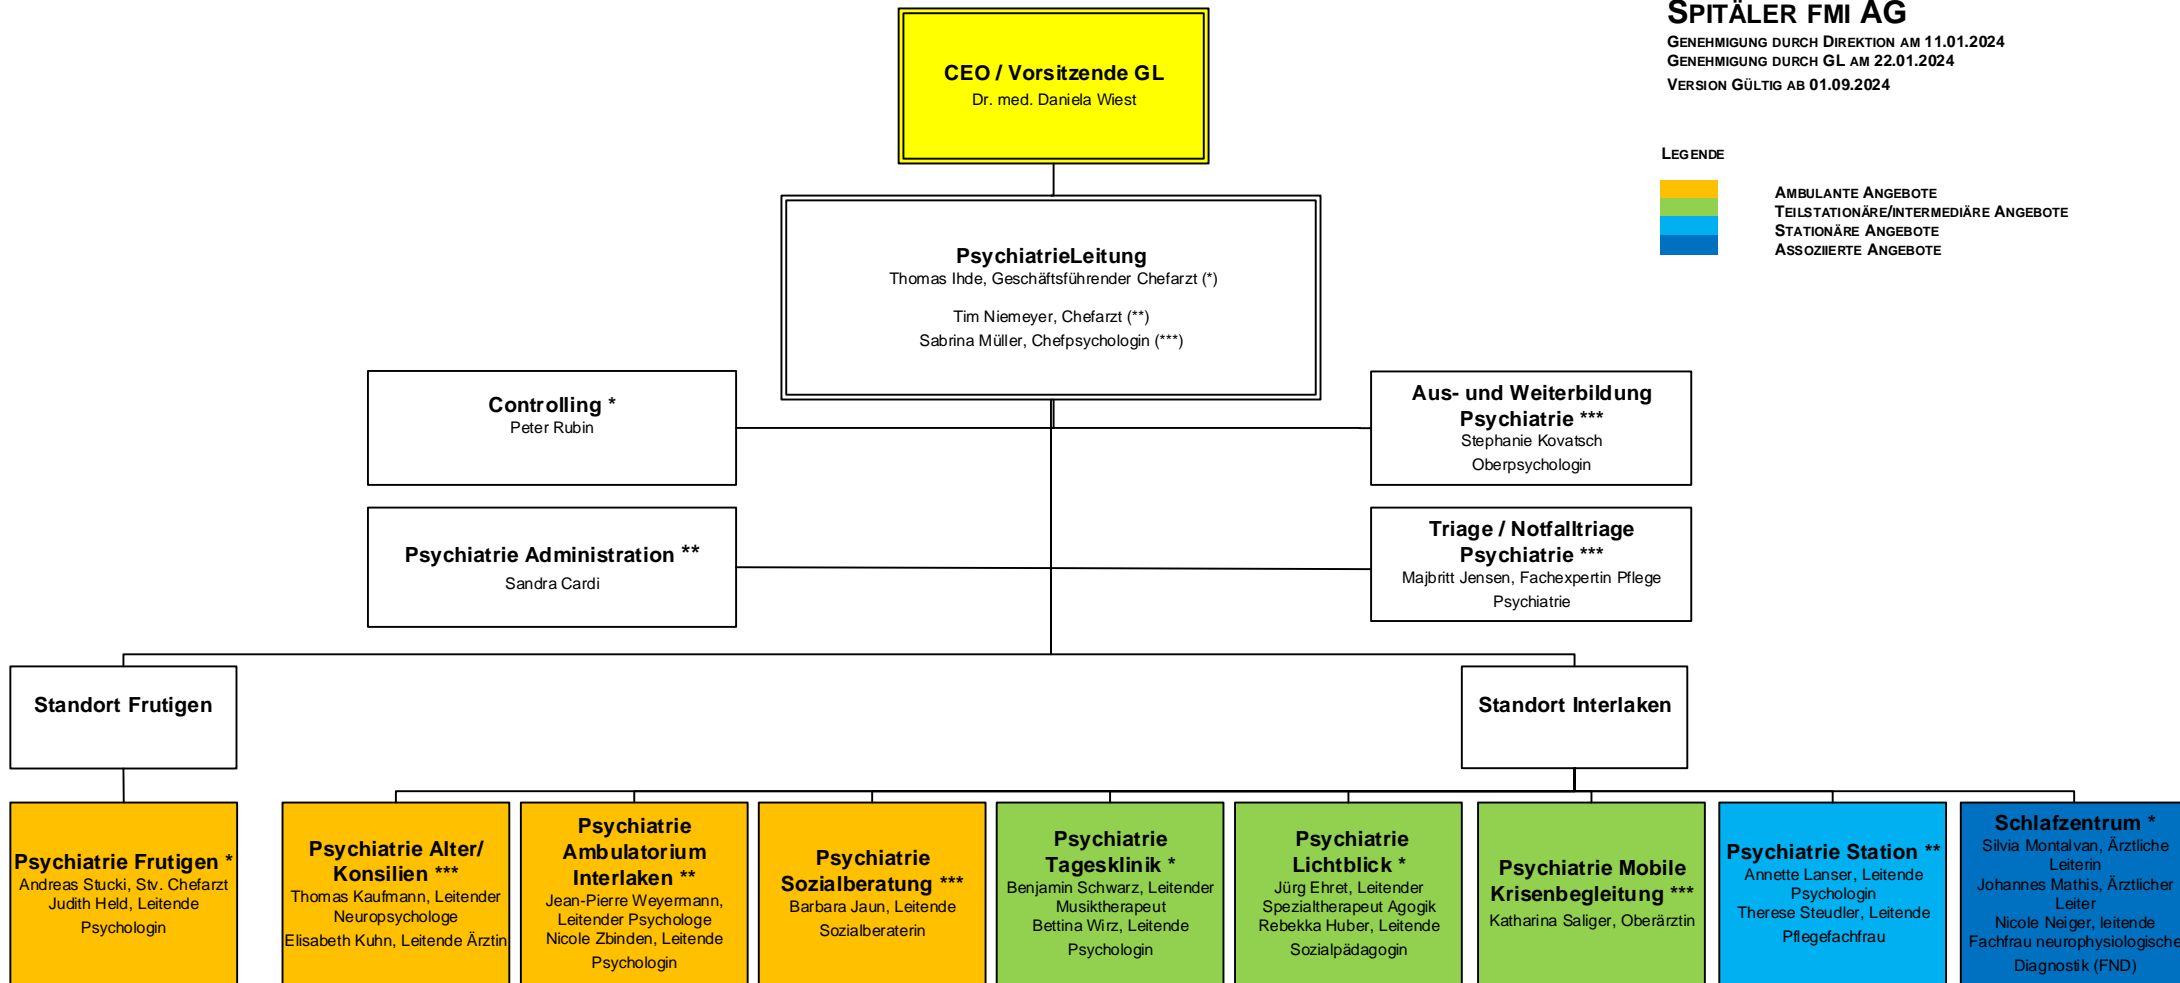 SPITÄLER FMI AG
GENEHMIGUNG DURCH DIREKTION AM 11.01.2024
GENEHMIGUNG DURCH GL AM 22.01.2024
VERSION GÜLTIG AB 01.09.2024
LEGENDE
AMBULANTE ANGEBOTE
TEILSTATIONÄRE/INTERMEDIÄRE ANGEBOTE
STATIONÄRE ANGEBOTE
ASSOZIIERTE ANGEBOTE
CEO / Vorsitzende GL
Dr. med. Daniela Wiest
PsychiatrieLeitung
Thomas Ihde, Geschäftsführender Chefarzt (*)
Tim Niemeyer, Chefarzt (**)
Sabrina Müller, Chefpsychologin (***)
Controlling *
Peter Rubin
Aus- und Weiterbildung
Psychiatrie ***
Stephanie Kovatsch
Oberpsychologin
Psychiatrie Administration **
Sandra Cardi
Triage / Notfalltriage
Psychiatrie ***
Majbritt Jensen, Fachexpertin Pflege
Psychiatrie
Standort Frutigen
Standort Interlaken
Psychiatrie Frutigen *
Andreas Stucki, Stv. Chefarzt
Judith Held, Leitende
Psychologin
Psychiatrie Alter/
Konsilien ***
Thomas Kaufmann, Leitender
Neuropsychologe
Elisabeth Kuhn, Leitende Ärztin
Psychiatrie
Ambulatorium
Interlaken **
Jean-Pierre Weyermann,
Leitender Psychologe
Nicole Zbinden, Leitende
Psychologin
Psychiatrie
Sozialberatung ***
Barbara Jaun, Leitende
Sozialberaterin
Psychiatrie
Tagesklinik *
Benjamin Schwarz, Leitender
Musiktherapeut
Bettina Wirz, Leitende
Psychologin
Psychiatrie
Lichtblick *
Jürg Ehret, Leitender
Spezialtherapeut Agogik
Rebekka Huber, Leitende
Sozialpädagogin
Psychiatrie Mobile
Krisenbegleitung ***
Katharina Saliger, Oberärztin
Psychiatrie Station **
Annette Lanser, Leitende
Psychologin
Therese Steudler, Leitende
Pflegefachfrau
Schlafzentrum *
Silvia Montalvan, Ärztliche
Leiterin
Johannes Mathis, Ärztlicher
Leiter
Nicole Neiger, leitende
Fachfrau neurophysiologische
Diagnostik (FND)